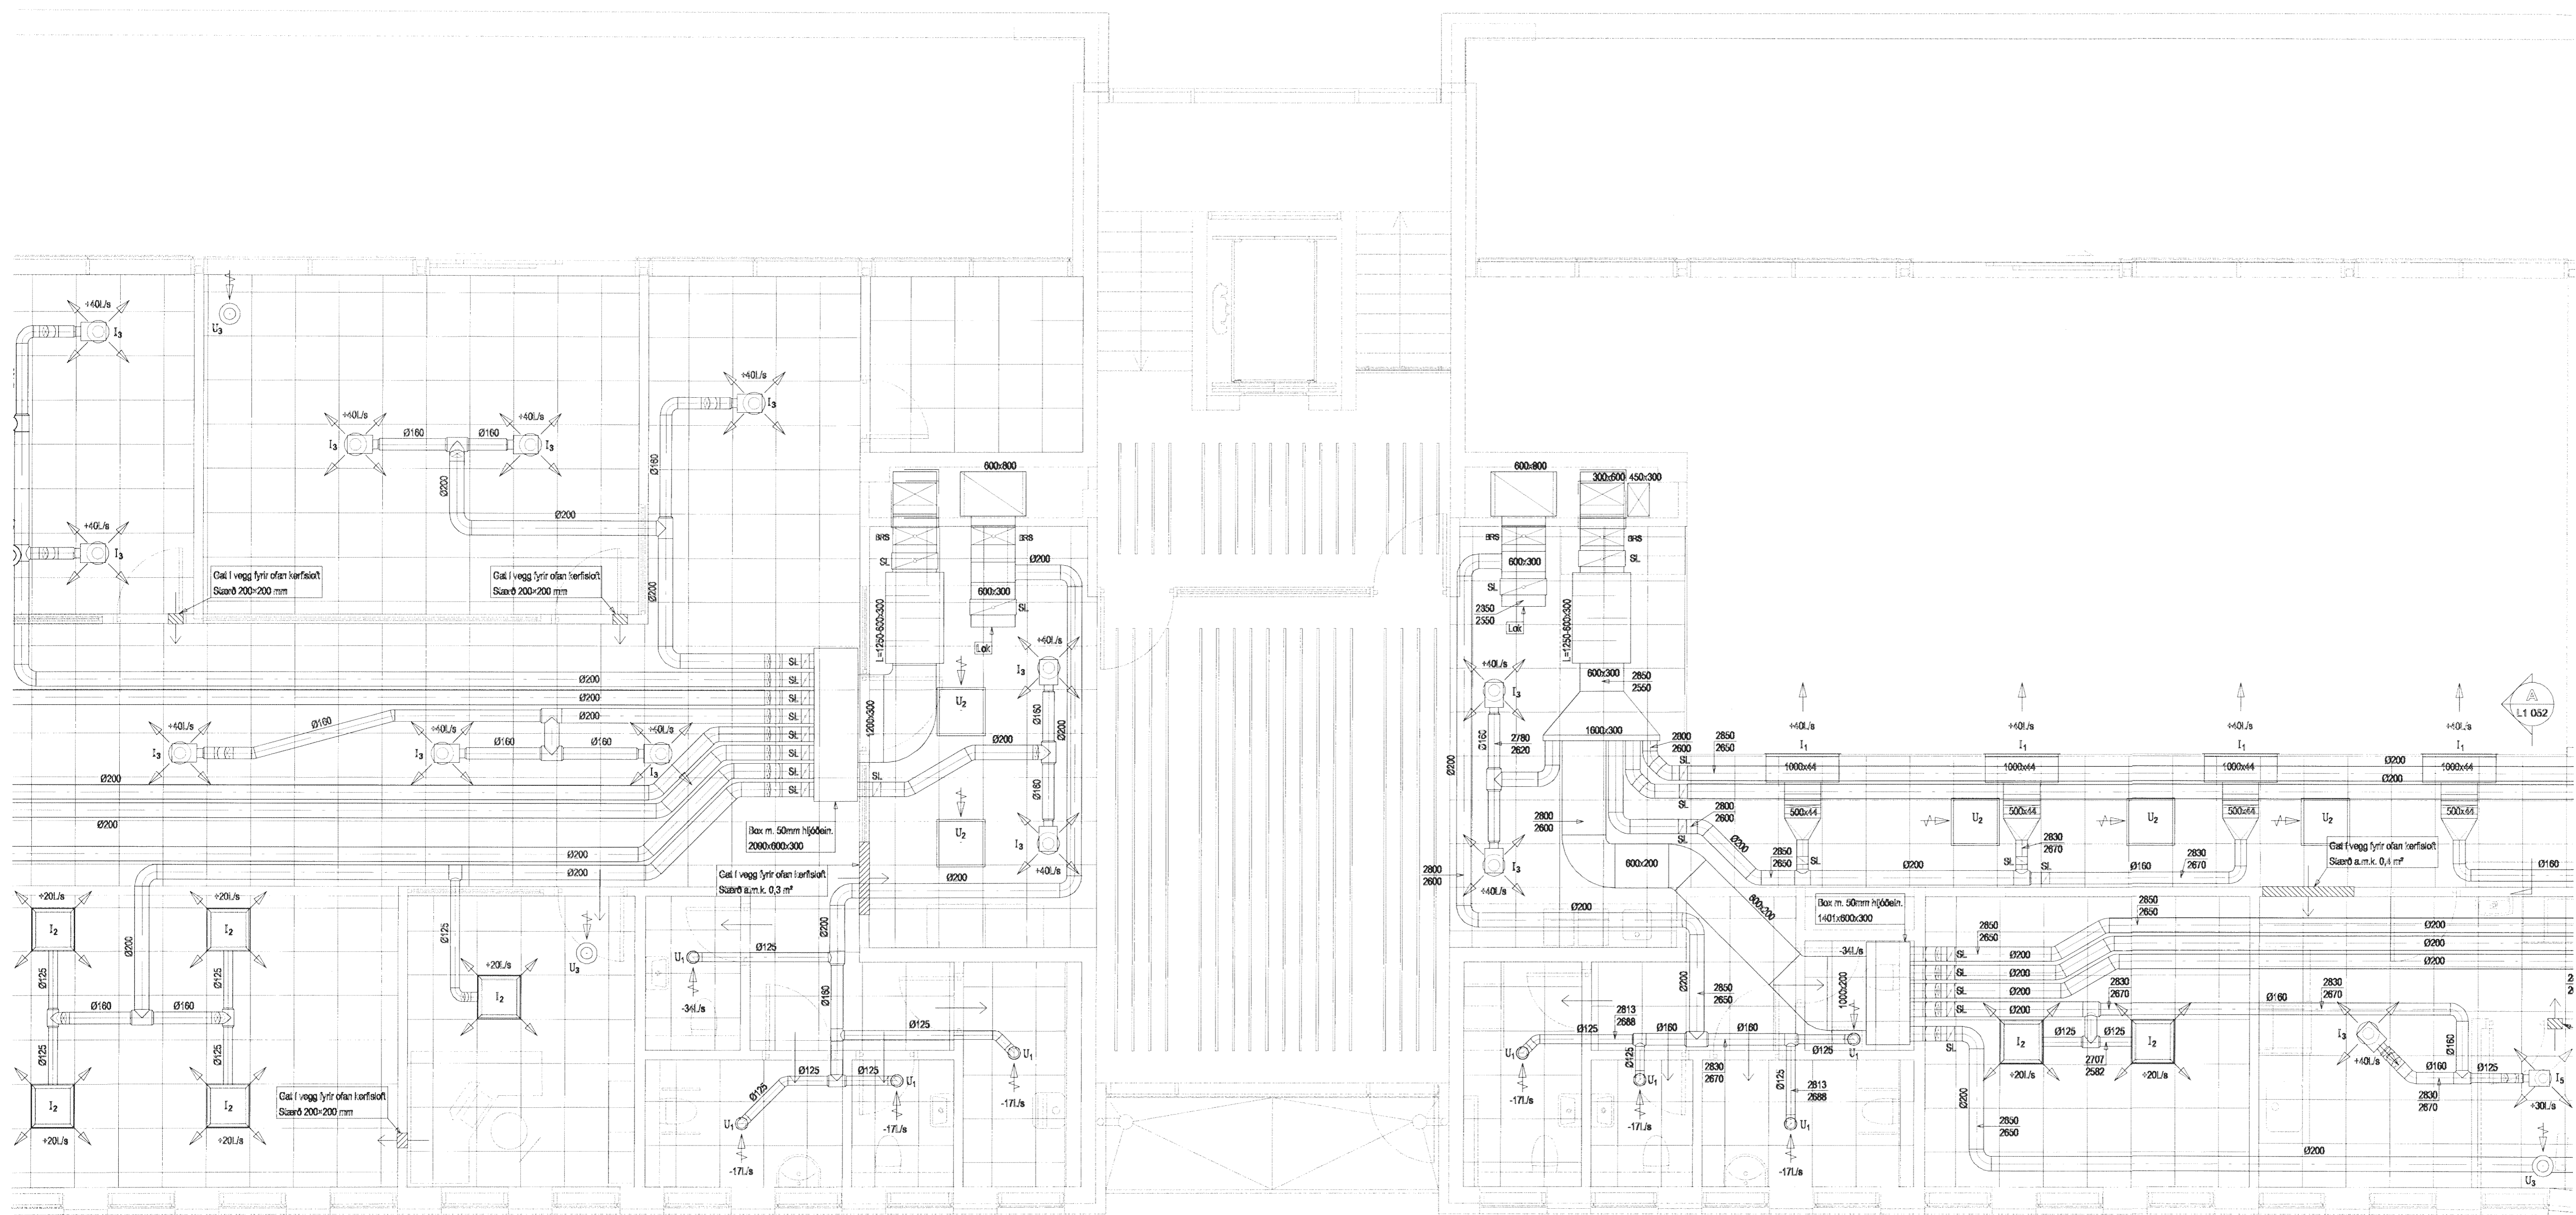 +40L/s
I3
U3
+40L/s
I3
+40L/s
I3
+40L/s
I3
Ø160
Ø160
Ø200
Ø200
+40L/s
I3
Ø160
Ø200
Gat í vegg fyrir ofan kerfisloft
Stærð 200×200 mm
Gat í vegg fyrir ofan kerfisloft
Stærð 200×200 mm
600x800
BRS
BRS
SL
600x300
SL
Lok
L=1250-600x300
Ø200
+40L/s
I3
U2
Ø160
Ø200
1200x300
Ø200
SL
Ø160
U2
I3
+40L/s
Ø200
Ø200
Ø200
SL
SL
SL
SL
SL
SL
SL
+40L/s
I3
Ø160
+40L/s
I3
Ø160
Ø160
+40L/s
I3
Ø200
Ø200
Ø200
Ø200
Box m. 50mm hljóðein.
2090x600x300
Gat í vegg fyrir ofan kerfisloft
Stærð a.m.k. 0,3 m²
Ø200
Ø200
+20L/s
I2
+20L/s
I2
Ø125
Ø125
Ø160
Ø160
Ø125
Ø125
I2
+20L/s
I2
+20L/s
Ø200
Ø125
+20L/s
I2
U3
Gat í vegg fyrir ofan kerfisloft
Stærð 200×200 mm
U1
Ø125
-34L/s
Ø160
Ø125
U1
-17L/s
Ø125
Ø125
Ø125
U1
-17L/s
U1
-17L/s
600x800
300x600
450x300
BRS
BRS
SL
600x300
SL
2850
2550
Lok
L=1250-600x300
600x300
2850
2550
1600x300
+40L/s
I3
Ø160
2780
2620
Ø200
I3
+40L/s
2800
2600
2800
2600
2800
2600
2850
2650
SL
SL
SL
2800
2600
600x200
600x200
2850
2650
SL
Ø200
SL
2830
2670
Ø160
2830
2670
+40L/s
I1
1000x44
500x44
+40L/s
I1
1000x44
500x44
+40L/s
I1
1000x44
500x44
+40L/s
I1
1000x44
500x44
Ø200
Ø200
U2
U2
U2
A
L1 052
Gat í vegg fyrir ofan kerfisloft
Stærð a.m.k. 0,4 m²
Ø160
Box m. 50mm hljóðein.
1401x600x300
-34L/s
1000x200
Ø200
Ø200
2850
2650
U1
Ø125
2813
2688
Ø160
Ø160
Ø125
U1
-17L/s
Ø125
U1
-17L/s
2830
2670
Ø125
2813
2688
U1
-17L/s
SL
SL
SL
SL
SL
Ø200
Ø200
Ø200
Ø200
2850
2650
2850
2650
Ø200
Ø200
Ø200
2830
2670
I2
+20L/s
Ø125
Ø125
2707
2582
I2
+20L/s
Ø160
2830
2670
I3
+40L/s
Ø160
Ø160
Ø125
2830
2670
I5
+30L/s
Ø200
2850
2650
Ø200
U3